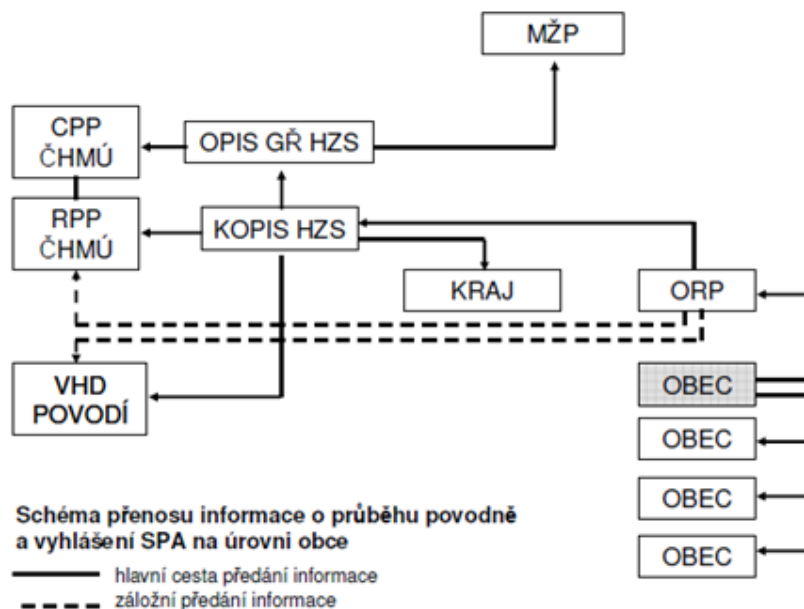 MŽP
CPP
ČHMÚ
OPIS GŘ HZS
RPP
ČHMÚ
KOPIS HZS
KRAJ
ORP
VHD
POVODÍ
OBEC
OBEC
OBEC
OBEC
Schéma přenosu informace o průběhu povodně
a vyhlášení SPA na úrovni obce
hlavní cesta předání informace
záložní předání informace